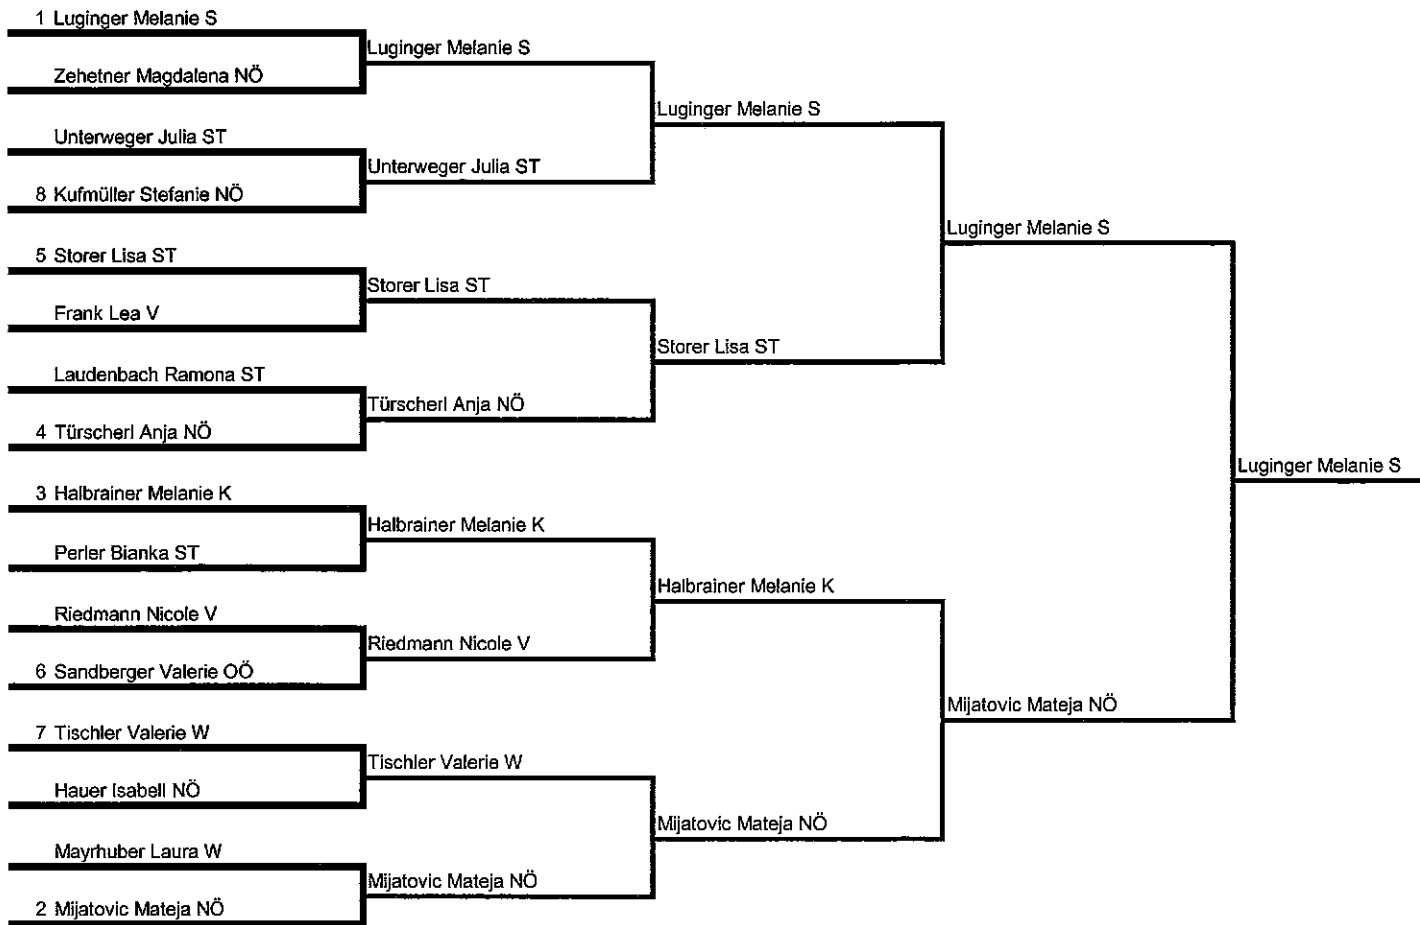 1 Luginger Melanie S
Zehetner Magdalena NÖ
Unterweger Julia ST
8 Kufmüller Stefanie NÖ
5 Storer Lisa ST
Frank Lea V
Laudenbach Ramona ST
4 Türscherl Anja NÖ
3 Halbrainer Melanie K
Perler Bianka ST
Riedmann Nicole V
6 Sandberger Valerie OÖ
7 Tischler Valerie W
Hauer Isabell NÖ
Mayrhuber Laura W
2 Mijatovic Mateja NÖ
Luginger Melanie S
Unterweger Julia ST
Storer Lisa ST
Türscherl Anja NÖ
Halbrainer Melanie K
Riedmann Nicole V
Tischler Valerie W
Mijatovic Mateja NÖ
Luginger Melanie S
Storer Lisa ST
Halbrainer Melanie K
Mijatovic Mateja NÖ
Luginger Melanie S
Mijatovic Mateja NÖ
Luginger Melanie S